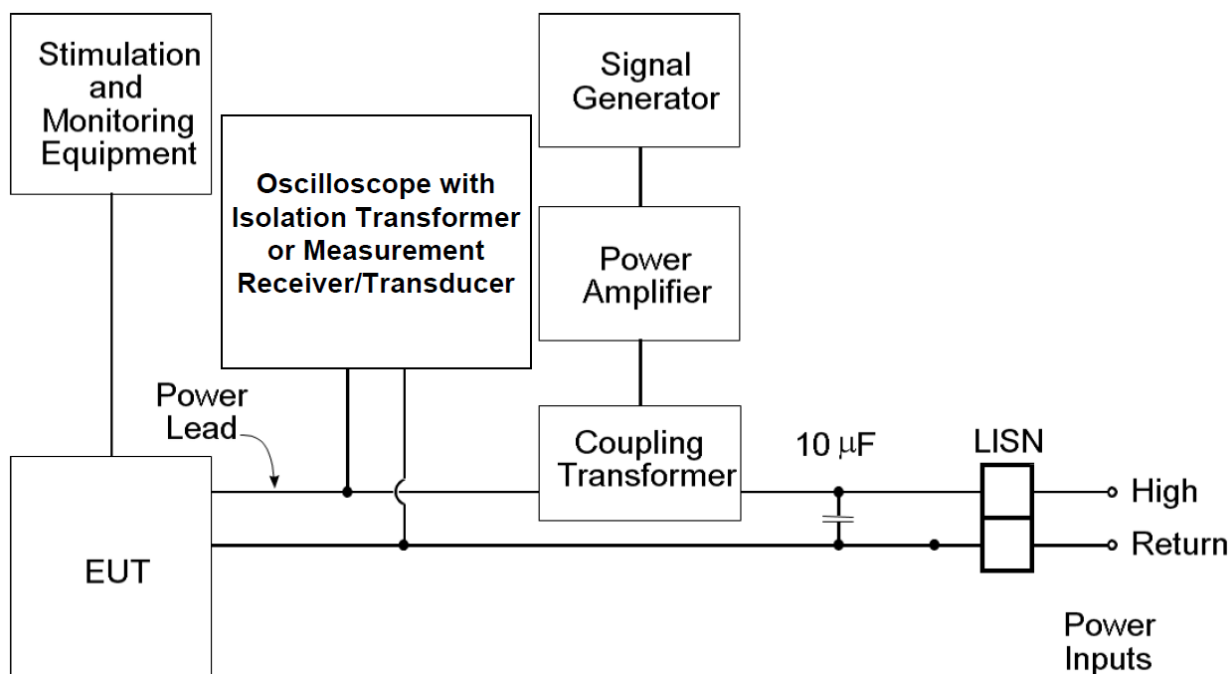 Stimulation
and
Monitoring
Equipment
Oscilloscope with
Isolation Transformer
or Measurement
Receiver/Transducer
Signal
Generator
Power
Amplifier
Power
Lead
Coupling
Transformer
10 μF
LISN
High
Return
EUT
Power
Inputs